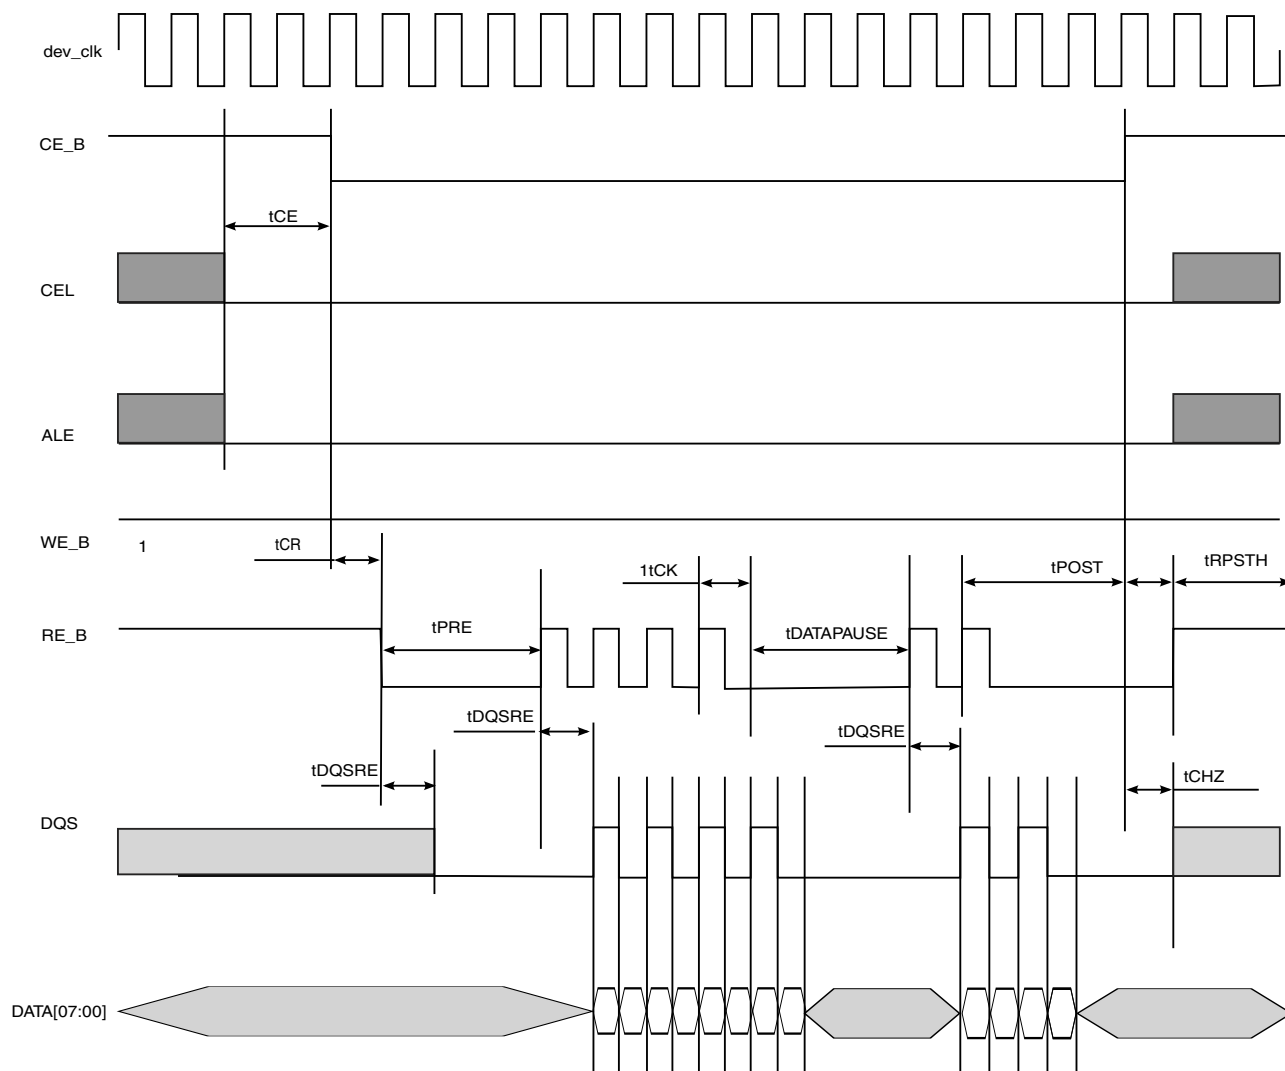 dev_clk
CE_B
tCE
CEL
ALE
WE_B
1
tCR
1tCK
tPOST
tRPSTH
RE_B
tPRE
tDATAPAUSE
tDQSRE
tDQSRE
tDQSRE
tCHZ
DQS
DATA[07:00]